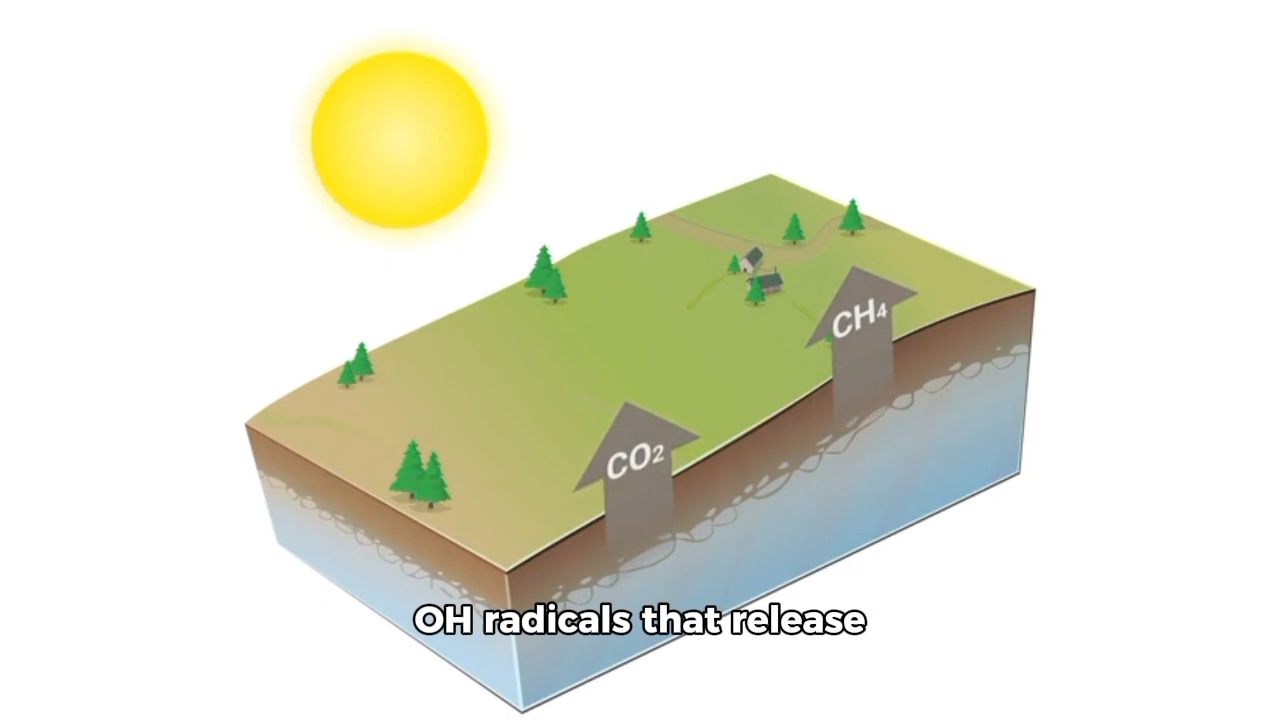 CH₄
CO₂
OH radicals that release